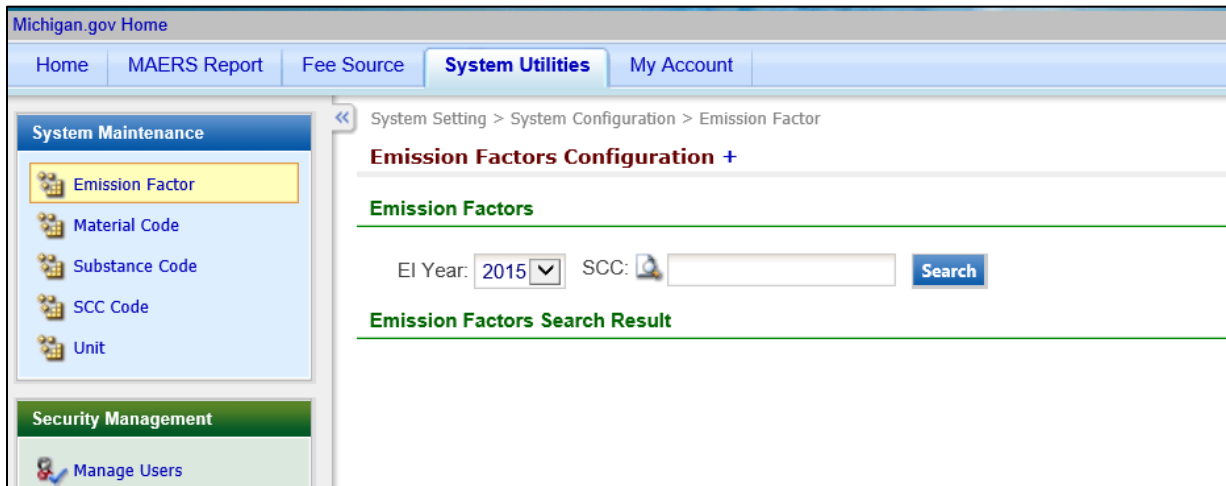 Michigan.gov Home
Home MAERS Report Fee Source System Utilities My Account
System Maintenance
Emission Factor
Material Code
Substance Code
SCC Code
Unit
Security Management
Manage Users
System Setting > System Configuration > Emission Factor
Emission Factors Configuration +
Emission Factors
EI Year: 2015 SCC: Search
Emission Factors Search Result